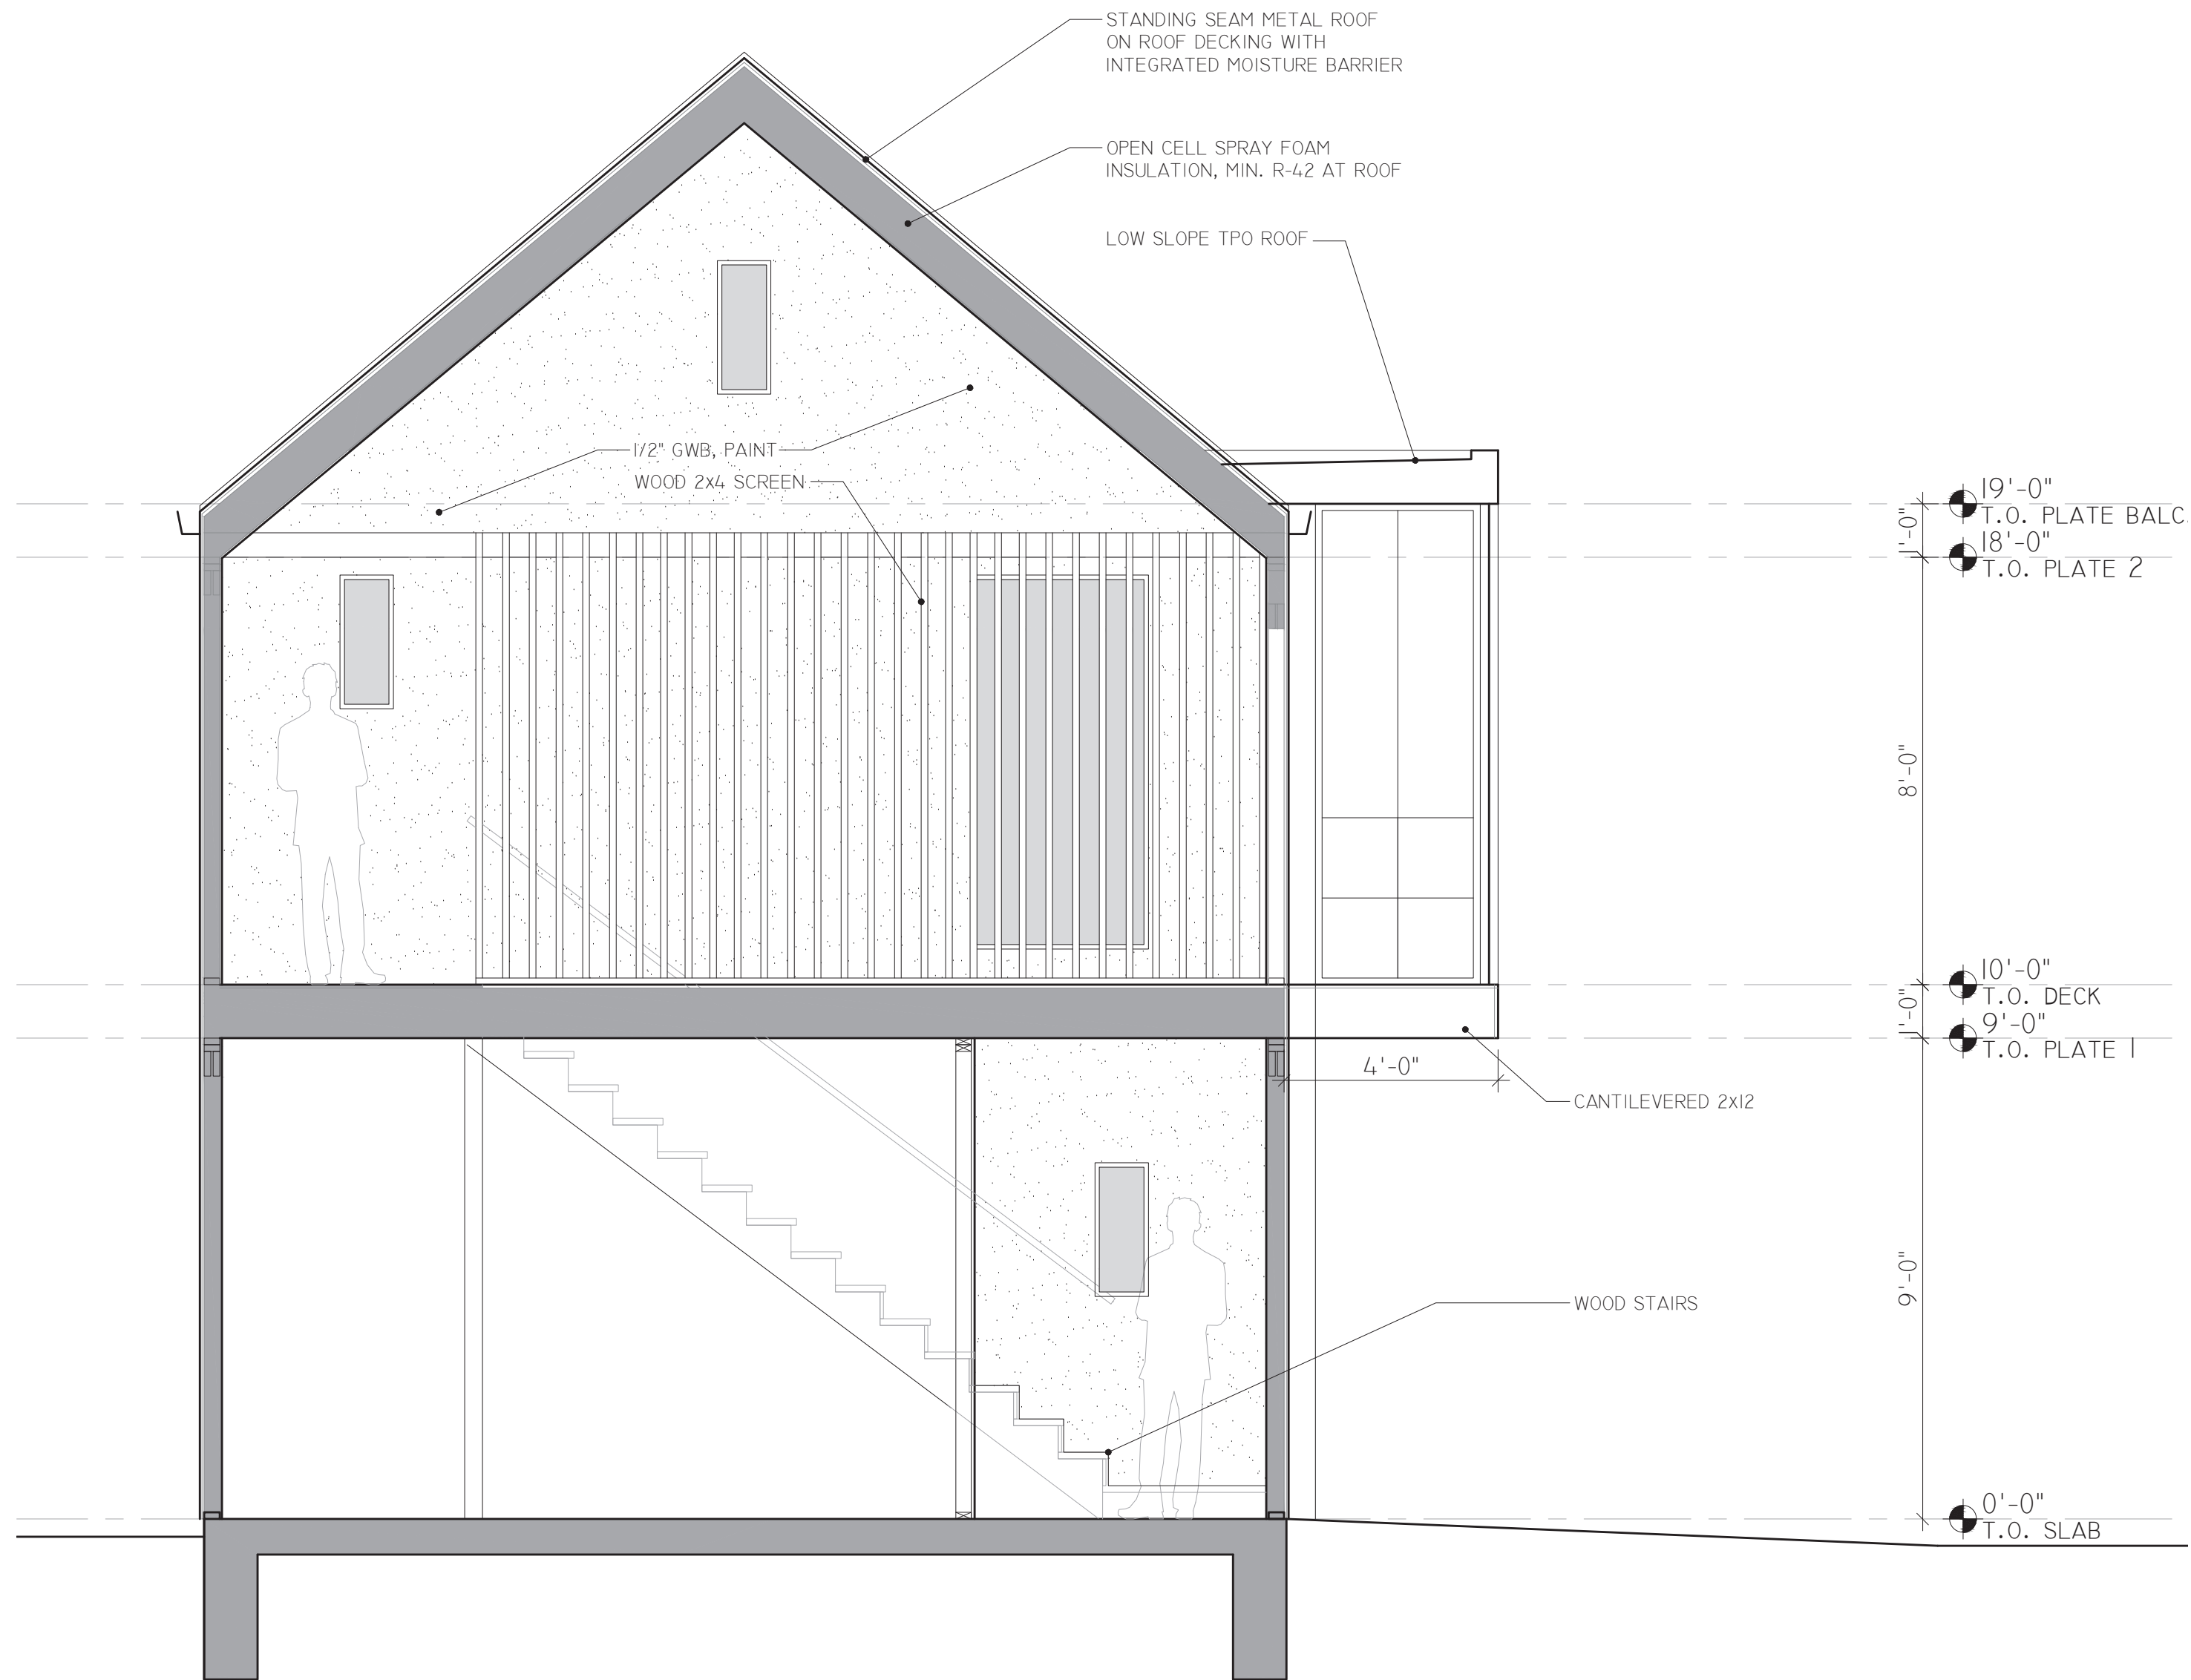 STANDING SEAM METAL ROOF
ON ROOF DECKING WITH
INTEGRATED MOISTURE BARRIER
OPEN CELL SPRAY FOAM
INSULATION, MIN. R-42 AT ROOF
LOW SLOPE TPO ROOF
1/2" GWB, PAINT
WOOD 2x4 SCREEN
19'-0"
T.O. PLATE BALC.
1'-0"
18'-0"
T.O. PLATE 2
8'-0"
10'-0"
T.O. DECK
1'-0"
9'-0"
T.O. PLATE 1
4'-0"
CANTILEVERED 2x12
9'-0"
WOOD STAIRS
0'-0"
T.O. SLAB